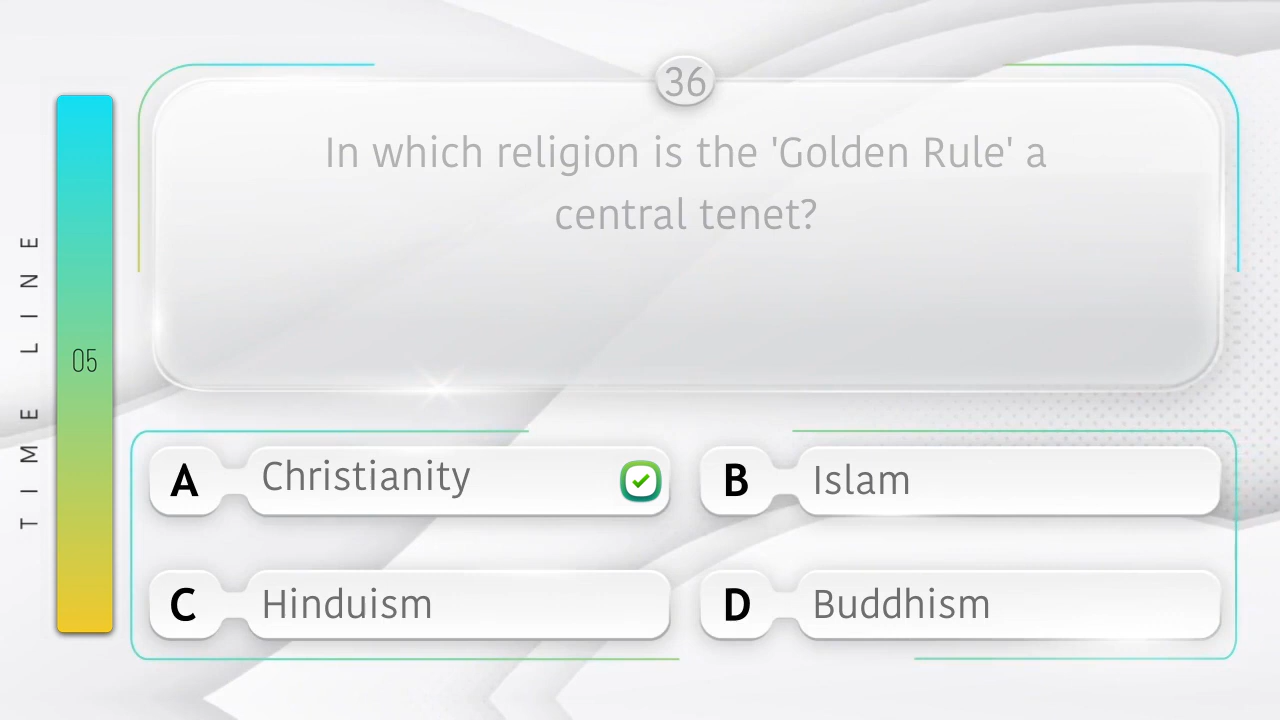 36
In which religion is the 'Golden Rule' a
central tenet?
TIME LINE
05
A Christianity
B Islam
C Hinduism
D Buddhism